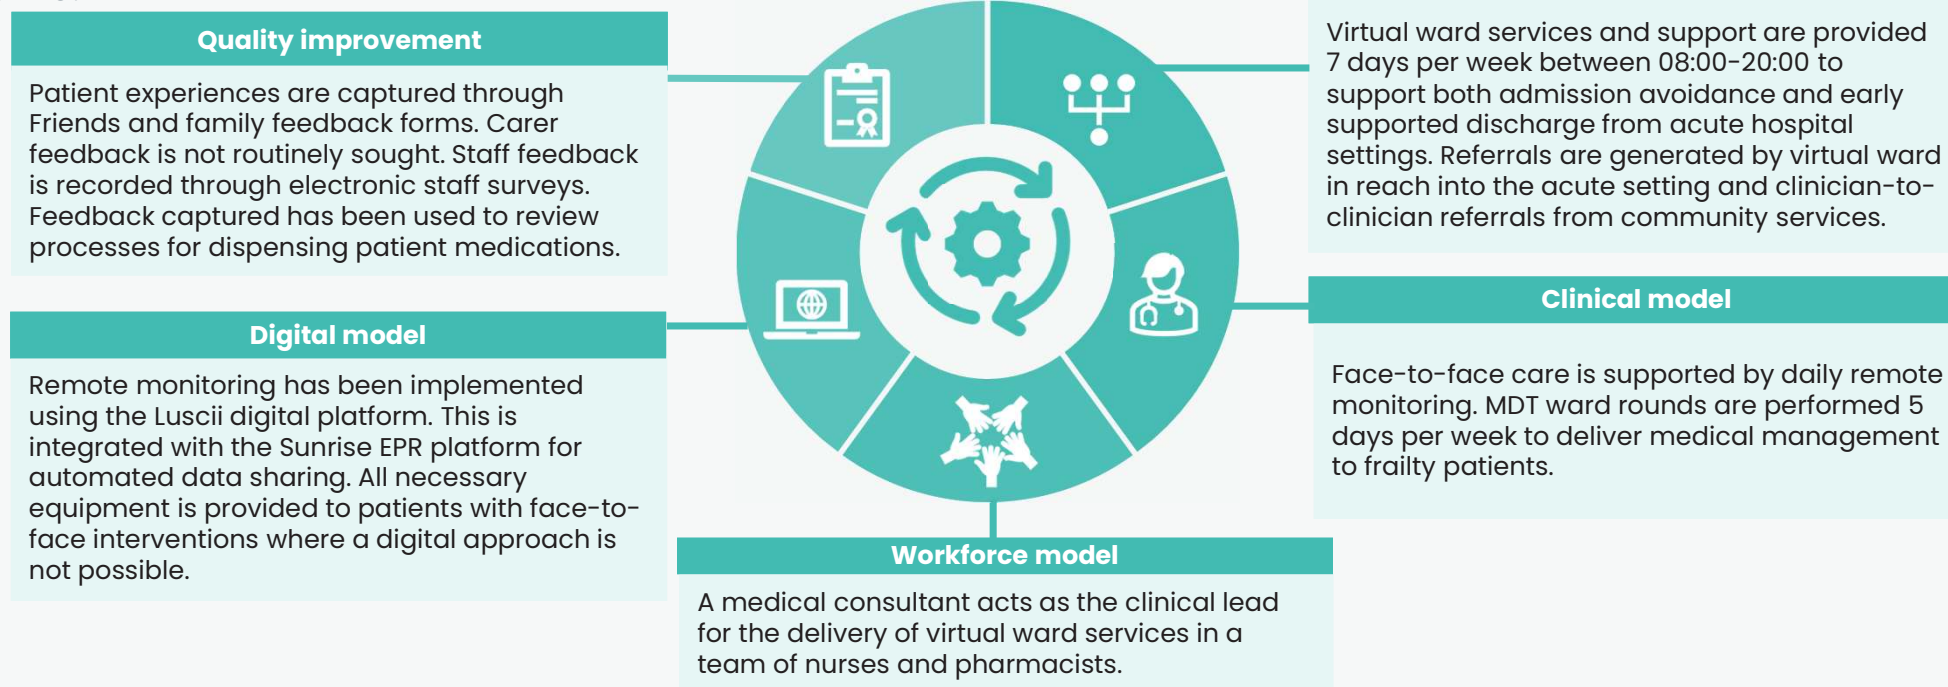 Quality improvement
Patient experiences are captured through
Friends and family feedback forms. Carer
feedback is not routinely sought. Staff feedback
is recorded through electronic staff surveys.
Feedback captured has been used to review
processes for dispensing patient medications.
Digital model
Remote monitoring has been implemented
using the Luscii digital platform. This is
integrated with the Sunrise EPR platform for
automated data sharing. All necessary
equipment is provided to patients with face-to-
face interventions where a digital approach is
not possible.
Virtual ward services and support are provided
7 days per week between 08:00-20:00 to
support both admission avoidance and early
supported discharge from acute hospital
settings. Referrals are generated by virtual ward
in reach into the acute setting and clinician-to-
clinician referrals from community services.
Clinical model
Face-to-face care is supported by daily remote
monitoring. MDT ward rounds are performed 5
days per week to deliver medical management
to frailty patients.
Workforce model
A medical consultant acts as the clinical lead
for the delivery of virtual ward services in a
team of nurses and pharmacists.